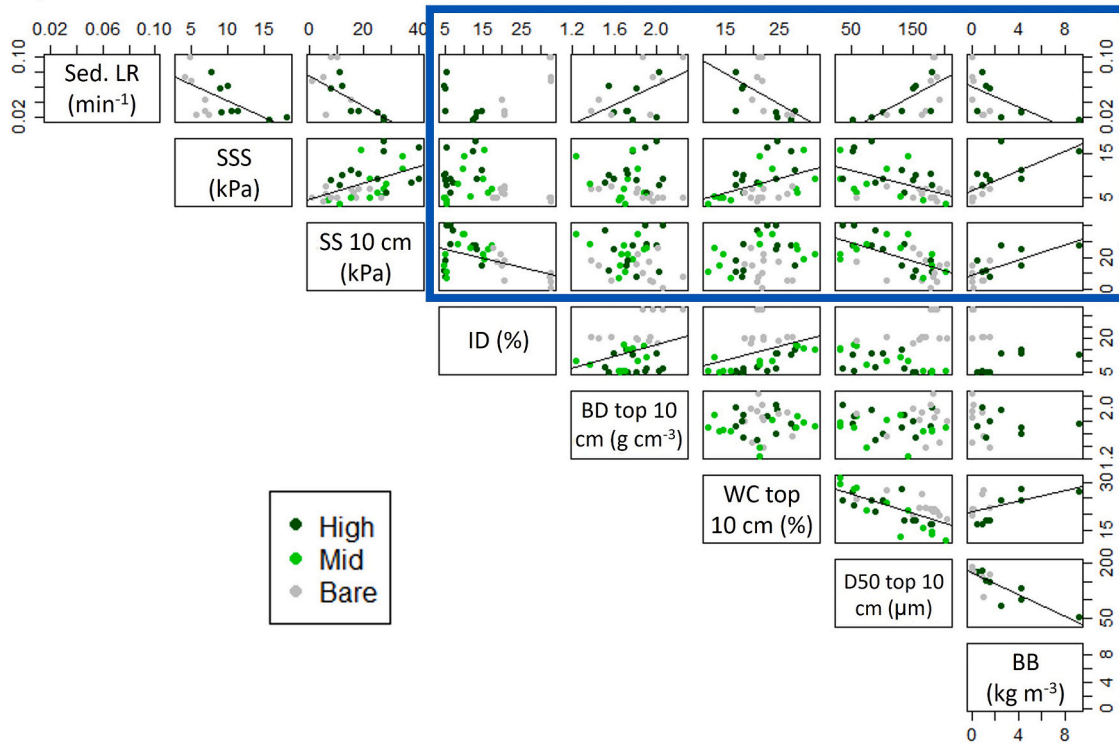 0.02 0.06 0.10 5 10 15 0 20 40 5 15 25 1.2 1.6 2.0 15 25 50 150 0 4 8
Sed. LR
(min⁻¹)
0.02 0.10
SSS
(kPa)
5 15
SS 10 cm
(kPa)
0 20
ID (%)
5 20
BD top 10
cm (g cm⁻³)
1.2 2.0
WC top
10 cm (%)
15 30
High
Mid
Bare
D50 top 10
cm (µm)
50 200
BB
(kg m⁻³)
0 4 8
0 4 8